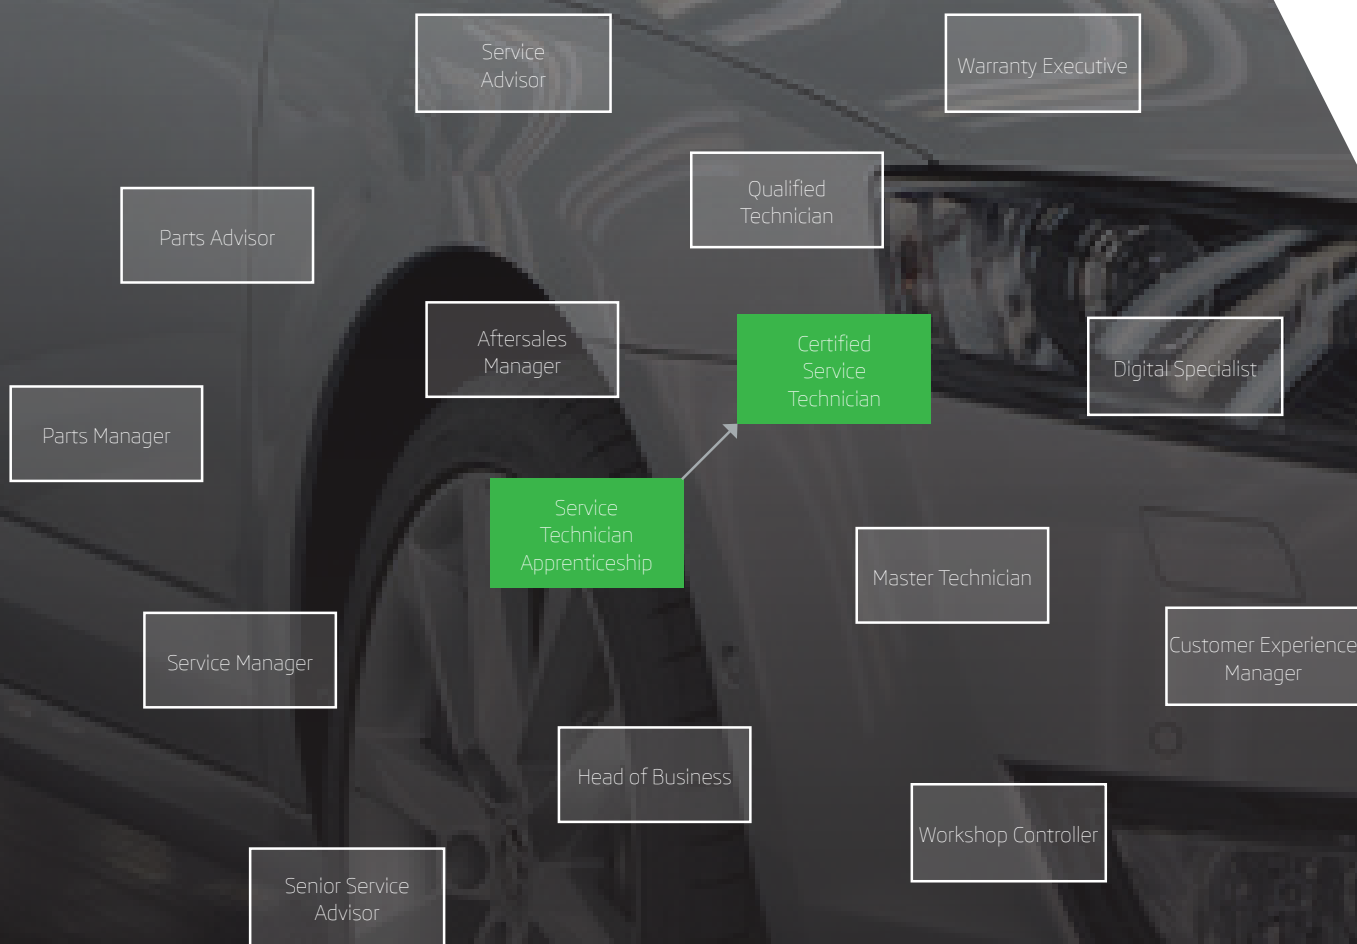 Service
Advisor
Warranty Executive
Qualified
Technician
Parts Advisor
Aftersales
Manager
Certified
Service
Technician
Digital Specialist
Parts Manager
Service
Technician
Apprenticeship
Master Technician
Customer Experience
Manager
Service Manager
Head of Business
Workshop Controller
Senior Service
Advisor